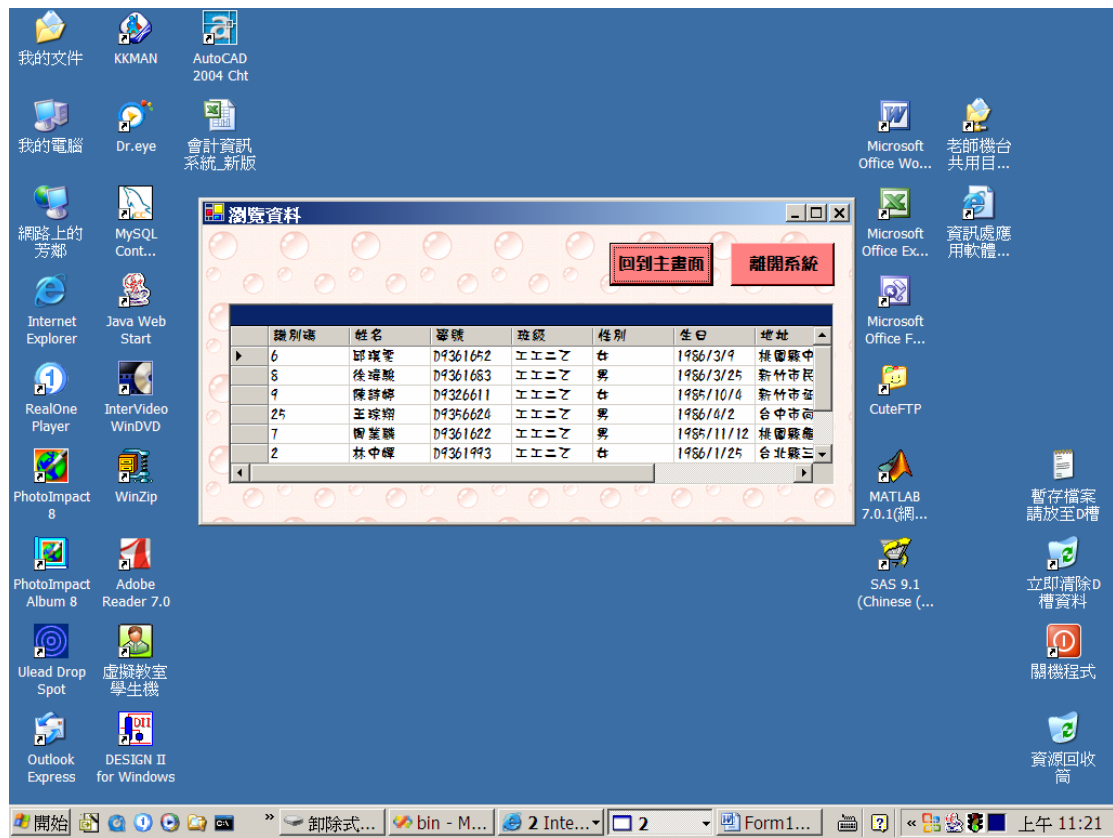 我的文件
KKMAN
AutoCAD
2004 Cht
我的電腦
Dr.eye
會計資訊
系統_新版
Microsoft
Office Wo...
老師機台
共用目...
網路上的
芳鄰
MySQL
Cont...
Microsoft
Office Ex...
資訊處應
用軟體...
瀏覽資料
回到主畫面
離開系統
Internet
Explorer
Java Web
Start
Microsoft
Office F...
識別碼 姓名 學號 班級 性別 生日 地址
6 D9361652 工工二乙 女 1986/3/9 桃園縣中
8 D9361683 工工二乙 男 1986/3/25 新竹市民
9 D9326611 工工二乙 女 1985/10/4 新竹市
25 王琮翔 D9356624 工工二乙 男 1986/4/2 台中市
7 D9361622 工工二乙 男 1985/11/12 桃園縣龜
2 林中暉 D9361993 工工二乙 女 1986/1/25 台北縣三
RealOne
Player
InterVideo
WinDVD
CuteFTP
PhotoImpact
8
WinZip
MATLAB
7.0.1(網...
暫存檔案
請放至D槽
PhotoImpact
Album 8
Adobe
Reader 7.0
SAS 9.1
(Chinese (...
立即清除D
槽資料
Ulead Drop
Spot
虛擬教室
學生機
關機程式
Outlook
Express
DESIGN II
for Windows
資源回收
筒
開始 » 卸除式... bin - M... 2 Inte... 2 Form1... « 上午 11:21